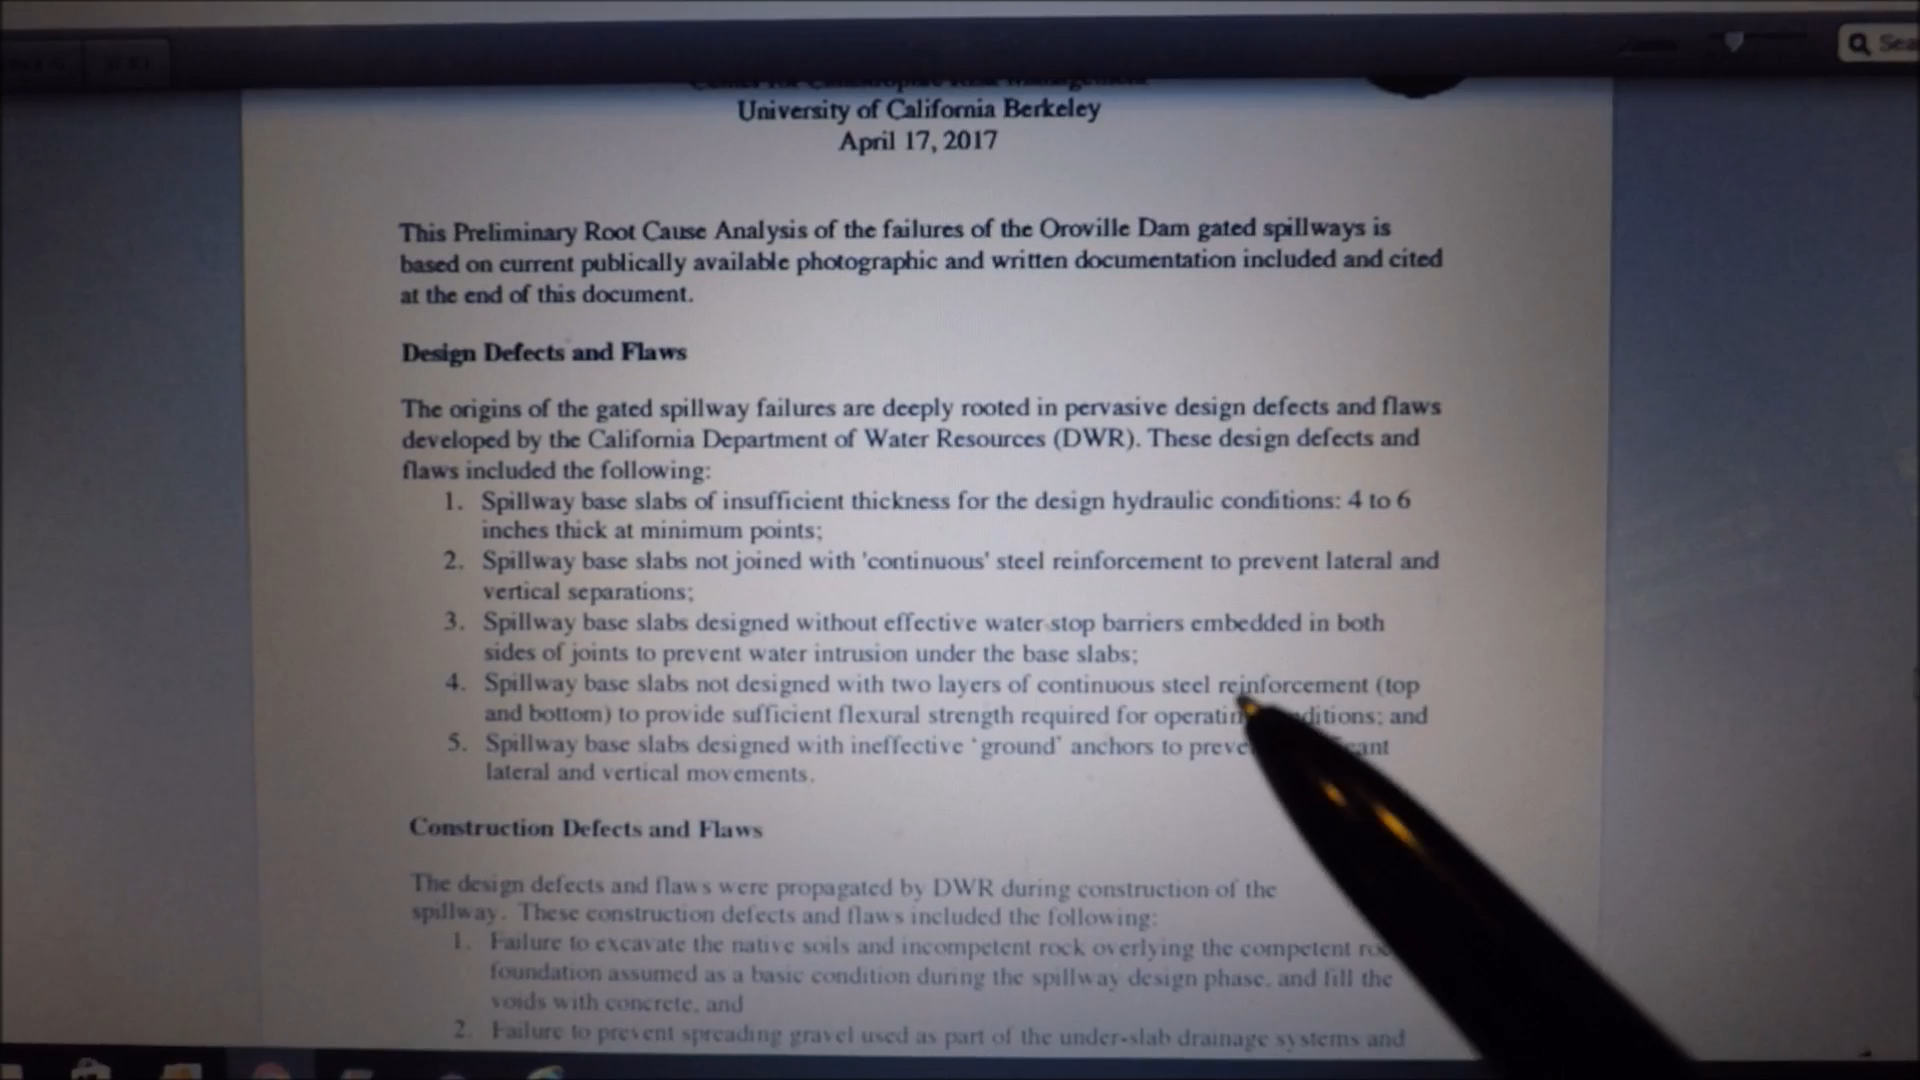 Sea
University of California Berkeley
April 17, 2017
This Preliminary Root Cause Analysis of the failures of the Oroville Dam gated spillways is
based on current publically available photographic and written documentation included and cited
at the end of this document.
Design Defects and Flaws
The origins of the gated spillway failures are deeply rooted in pervasive design defects and flaws
developed by the California Department of Water Resources (DWR). These design defects and
flaws included the following:
1. Spillway base slabs of insufficient thickness for the design hydraulic conditions: 4 to 6
inches thick at minimum points;
2. Spillway base slabs not joined with 'continuous' steel reinforcement to prevent lateral and
vertical separations;
3. Spillway base slabs designed without effective water stop barriers embedded in both
sides of joints to prevent water intrusion under the base slabs;
4. Spillway base slabs not designed with two layers of continuous steel reinforcement (top
and bottom) to provide sufficient flexural strength required for operatin ditions; and
5. Spillway base slabs designed with ineffective 'ground' anchors to preve cant
lateral and vertical movements.
Construction Defects and Flaws
The design defects and flaws were propagated by DWR during construction of the
spillway. These construction defects and flaws included the following:
1. Failure to excavate the native soils and incompetent rock overlying the competent roc
foundation assumed as a basic condition during the spillway design phase, and fill the
voids with concrete, and
2. Failure to prevent spreading gravel used as part of the under-slab drainage systems and